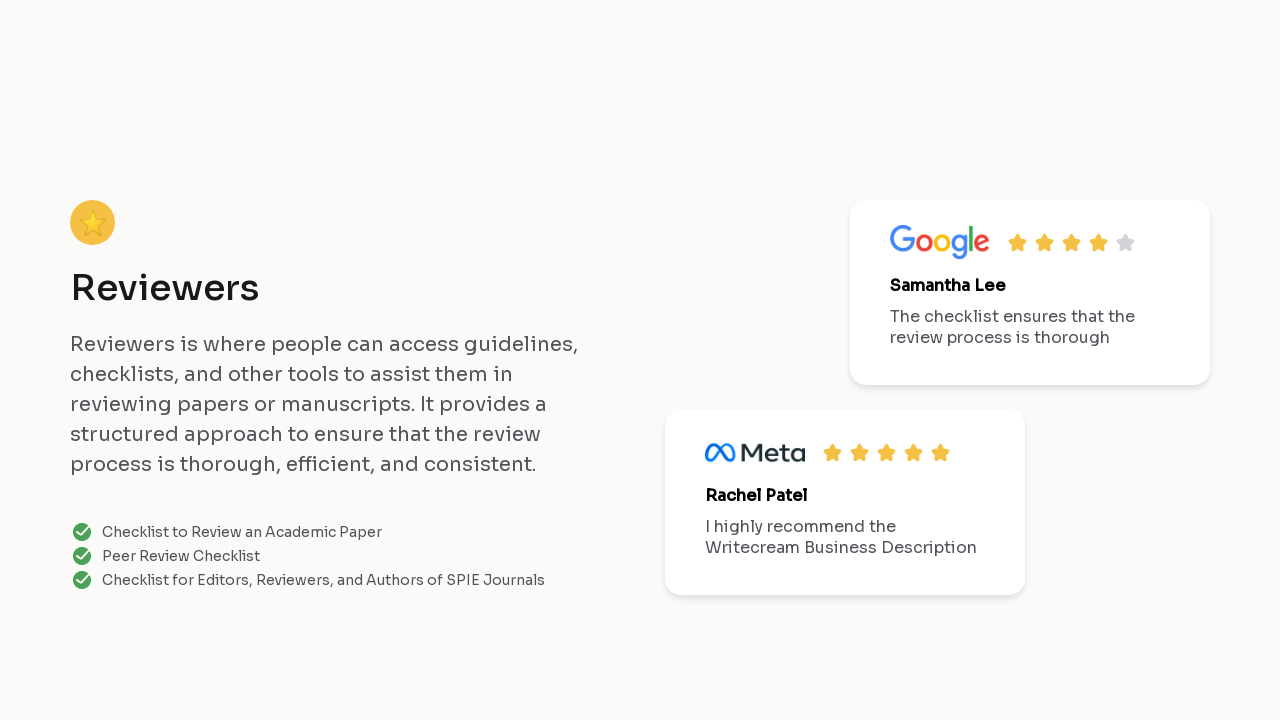 Reviewers
Reviewers is where people can access guidelines,
checklists, and other tools to assist them in
reviewing papers or manuscripts. It provides a
structured approach to ensure that the review
process is thorough, efficient, and consistent.
Checklist to Review an Academic Paper
Peer Review Checklist
Checklist for Editors, Reviewers, and Authors of SPIE Journals
Google
Samantha Lee
The checklist ensures that the
review process is thorough
Meta
Rachel Patel
I highly recommend the
Writecream Business Description